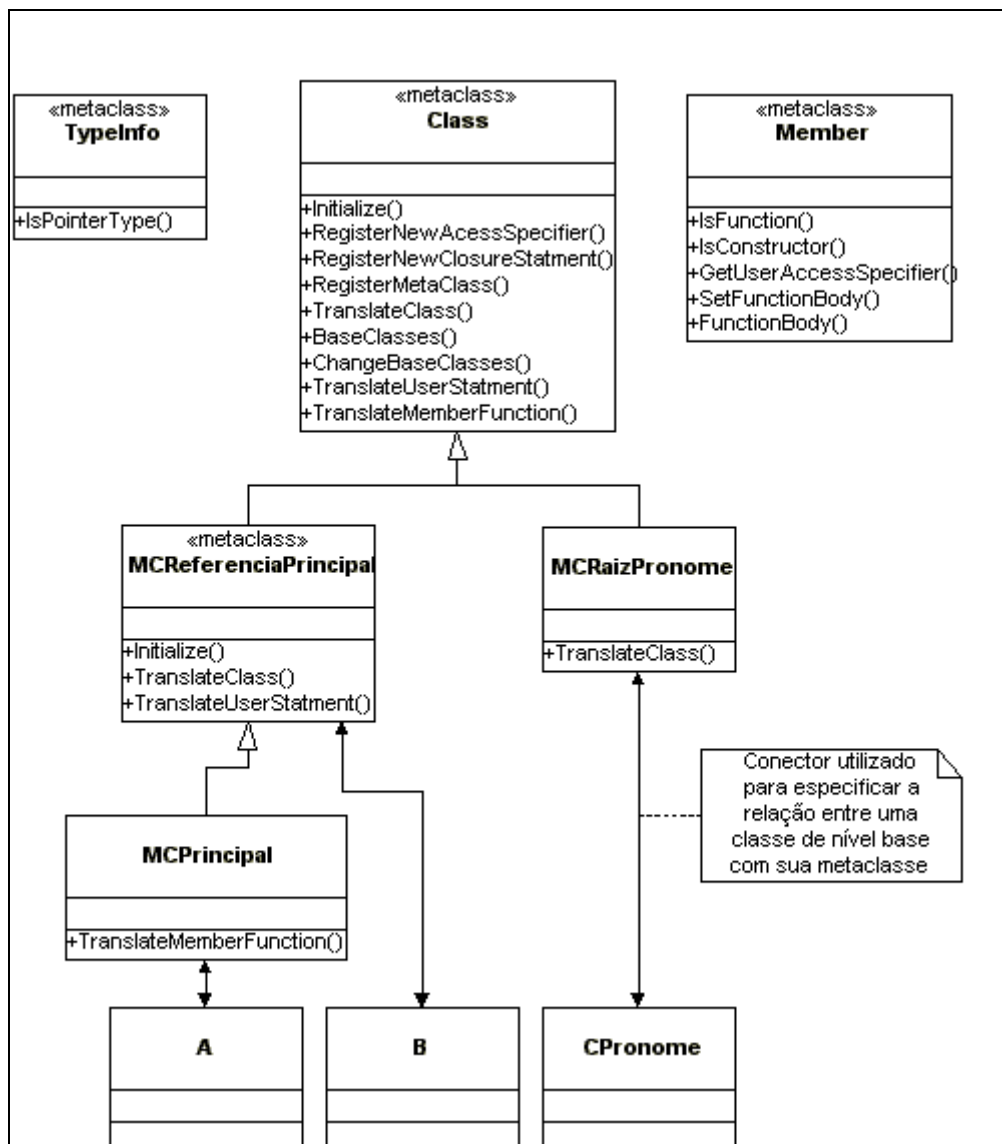 «metaclass»
TypeInfo
+IsPointerType()
«metaclass»
Class
+Initialize()
+RegisterNewAcessSpecifier()
+RegisterNewClosureStatment()
+RegisterMetaClass()
+TranslateClass()
+BaseClasses()
+ChangeBaseClasses()
+TranslateUserStatment()
+TranslateMemberFunction()
«metaclass»
Member
+IsFunction()
+IsConstructor()
+GetUserAccessSpecifier()
+SetFunctionBody()
+FunctionBody()
«metaclass»
MCReferenciaPrincipal
+Initialize()
+TranslateClass()
+TranslateUserStatment()
MCRaizPronome
+TranslateClass()
Conector utilizado
para especificar a
relação entre uma
classe de nível base
com sua metaclasse
MCPrincipal
+TranslateMemberFunction()
A
B
CPronome